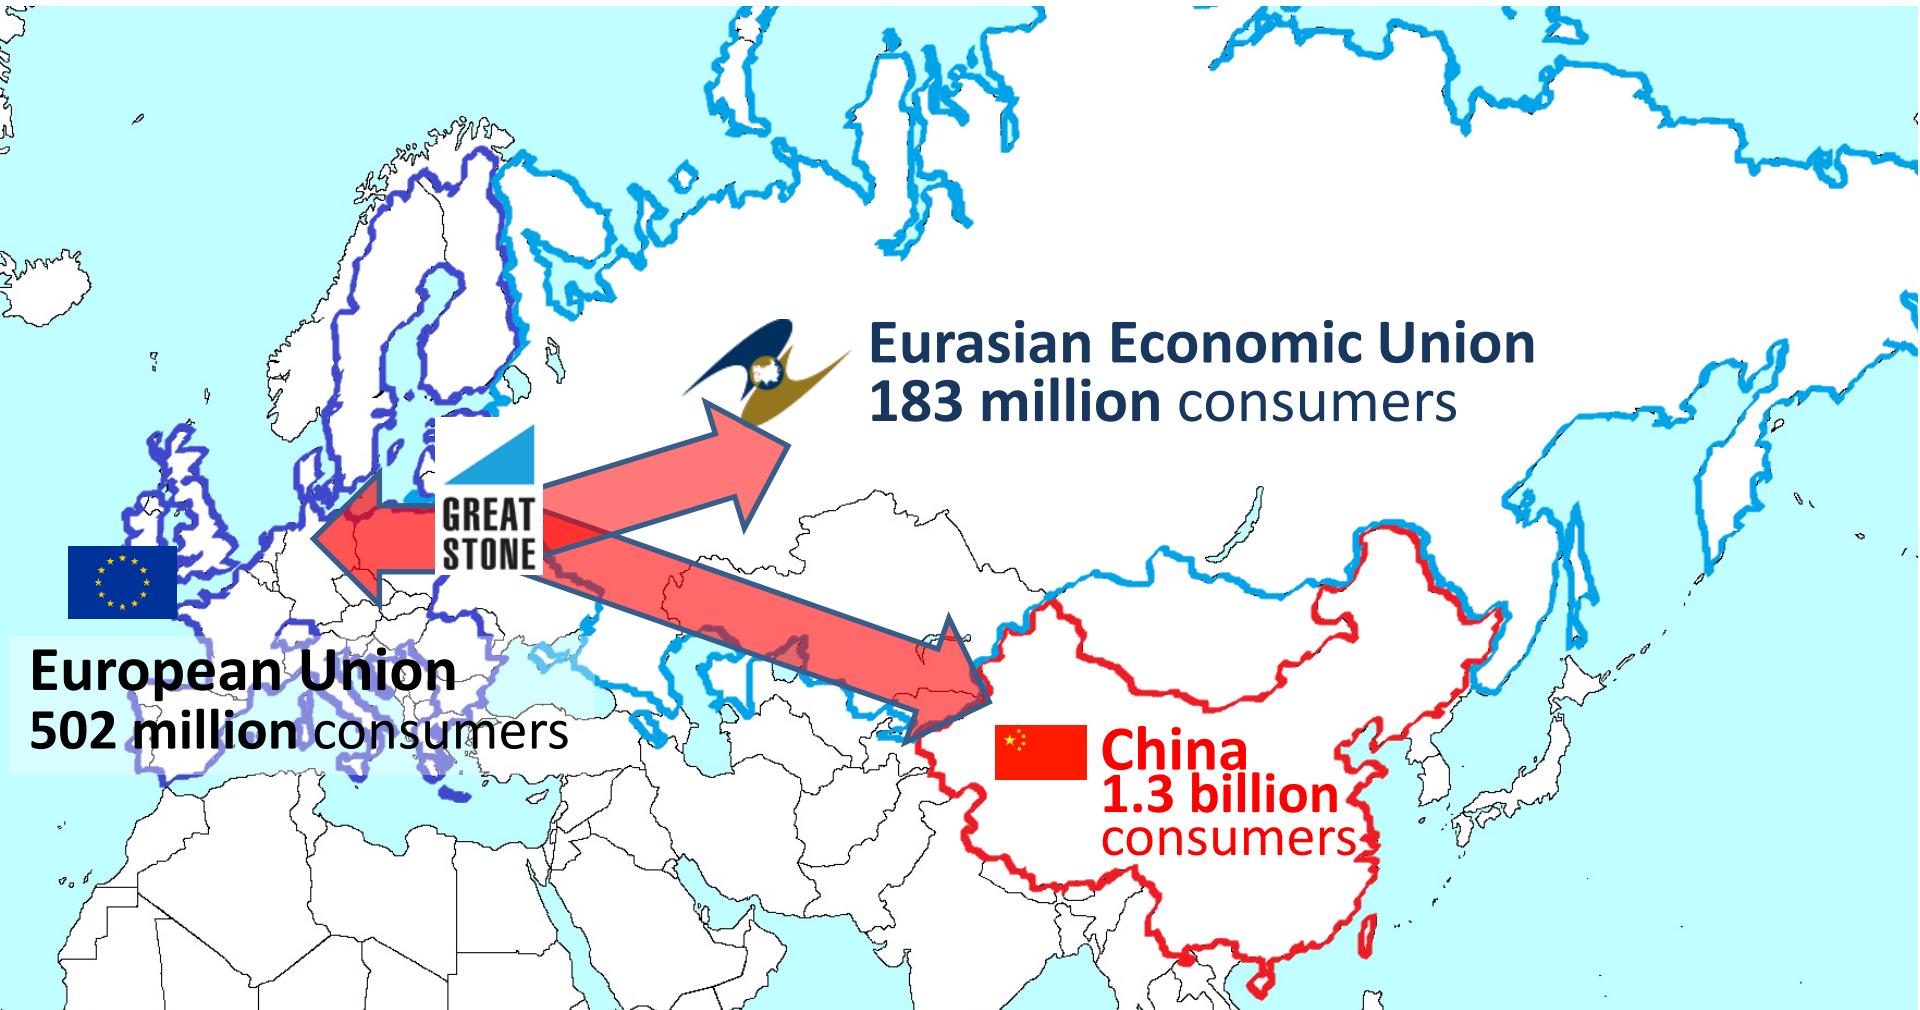 Eurasian Economic Union
183 million consumers
GREAT
STONE
European Union
502 million consumers
China
1.3 billion
consumers